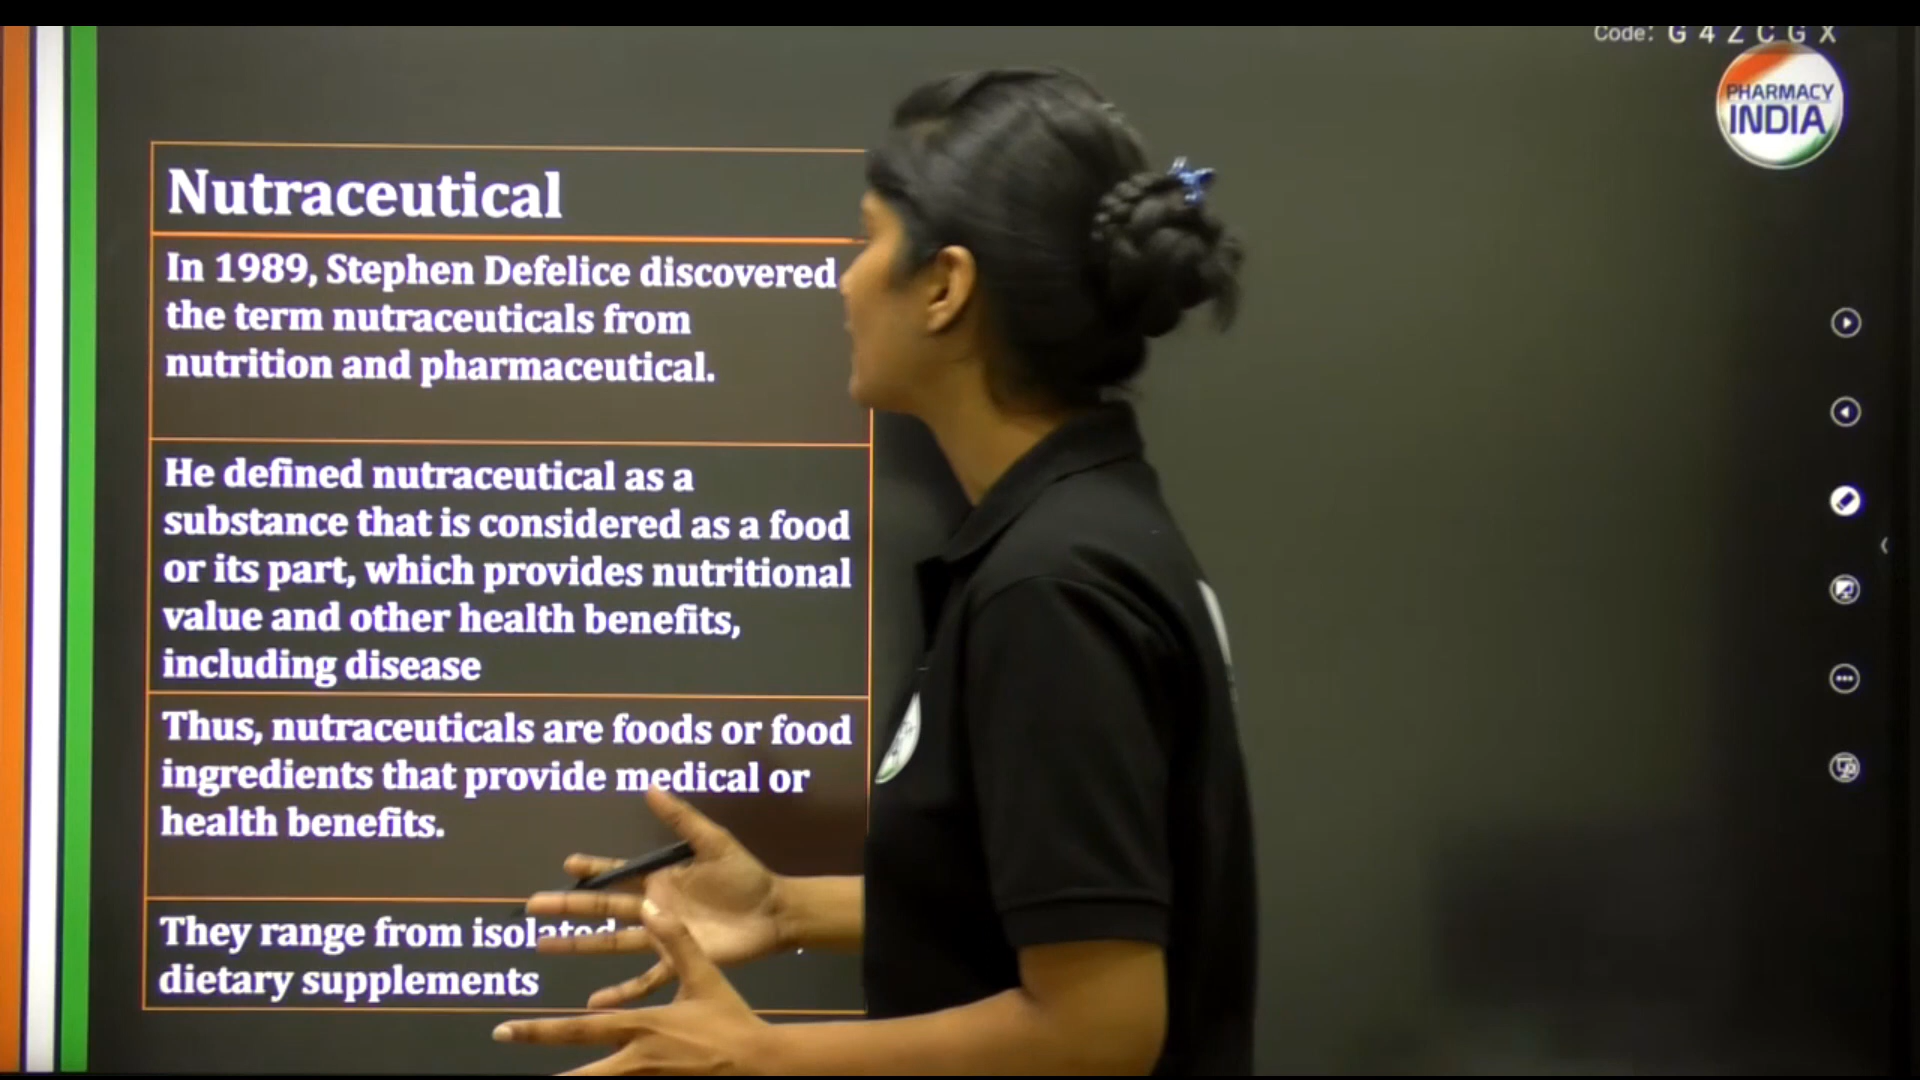 Code: G 4 Z C G X
PHARMACY
INDIA
Nutraceutical
In 1989, Stephen Defelice discovered
the term nutraceuticals from
nutrition and pharmaceutical.
He defined nutraceutical as a
substance that is considered as a food
or its part, which provides nutritional
value and other health benefits,
including disease
Thus, nutraceuticals are foods or food
ingredients that provide medical or
health benefits.
They range from isolated
dietary supplements